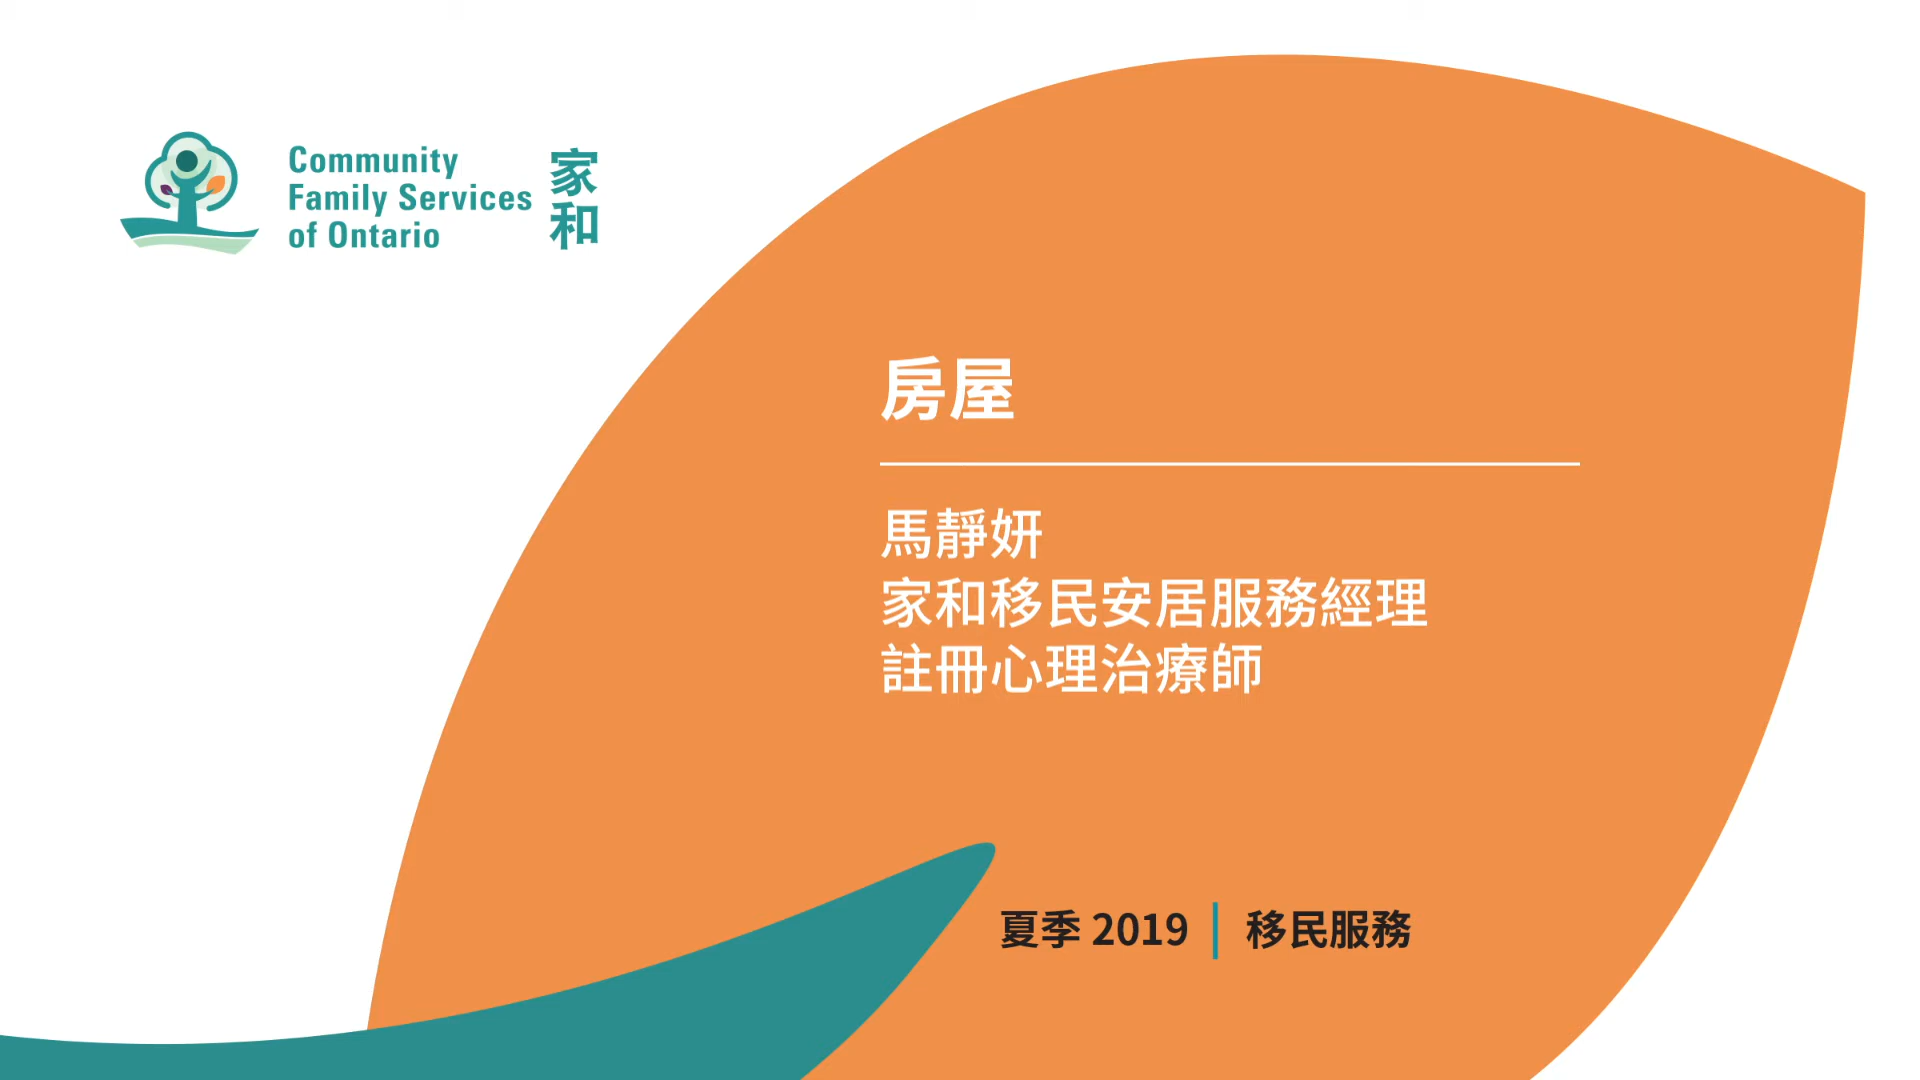 Community
Family Services
of Ontario
家和
房屋
馬靜妍
家和移民安居服務經理
註冊心理治療師
夏季 2019 | 移民服務